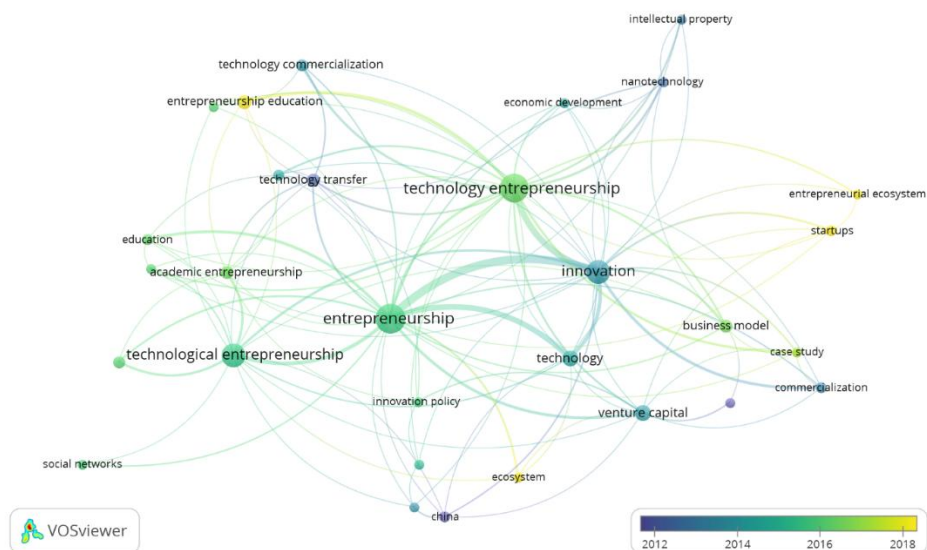 intellectual property
technology commercialization
nanotechnology
entrepreneurship education
economic development
technology transfer
technology entrepreneurship
entrepreneurial ecosystem
startups
education
academic entrepreneurship
innovation
entrepreneurship
business model
technological entrepreneurship
technology
case study
commercialization
innovation policy
venture capital
social networks
ecosystem
china
VOSviewer
2012 2014 2016 2018